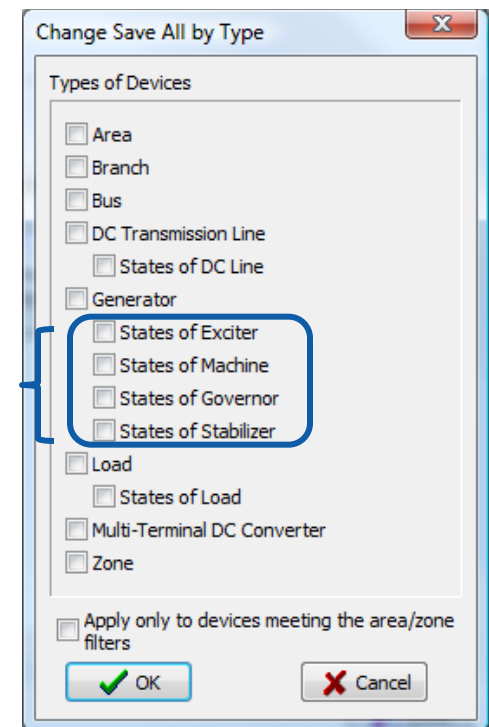 Change Save All by Type
Types of Devices
Area
Branch
Bus
DC Transmission Line
States of DC Line
Generator
States of Exciter
States of Machine
States of Governor
States of Stabilizer
Load
States of Load
Multi-Terminal DC Converter
Zone
Apply only to devices meeting the area/zone
filters
OK
Cancel